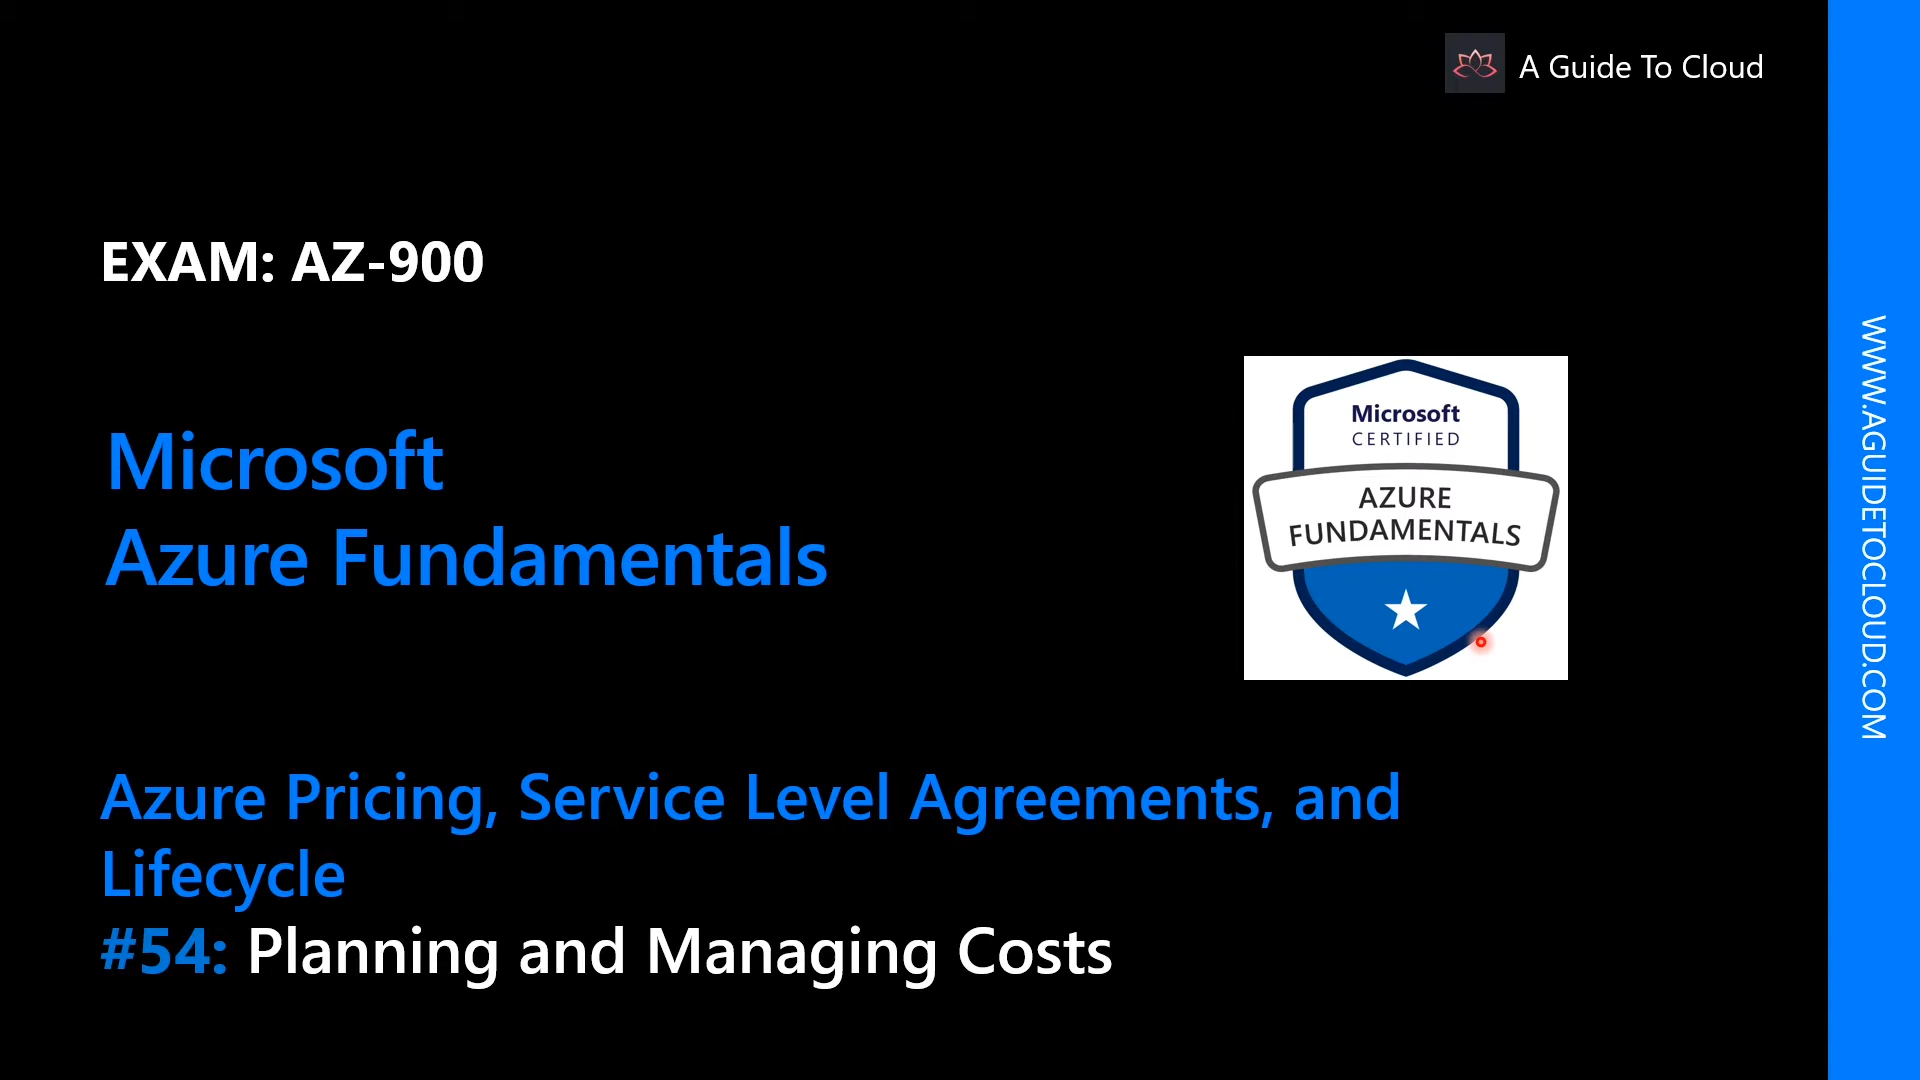 A Guide To Cloud
EXAM: AZ-900
Microsoft
Azure Fundamentals
Microsoft
CERTIFIED
AZURE
FUNDAMENTALS
Azure Pricing, Service Level Agreements, and
Lifecycle
#54: Planning and Managing Costs
WWW.AGUIDETOCLOUD.COM